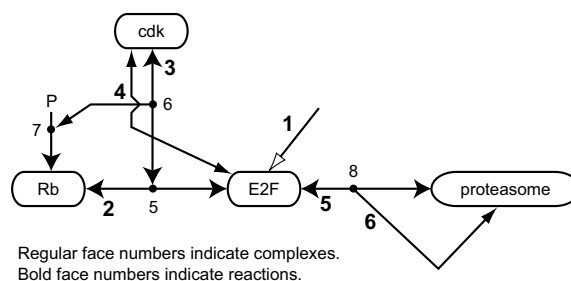 cdk
3
4
6
1
P
7
8
Rb
2
5
E2F
5
6
proteasome
Regular face numbers indicate complexes.
Bold face numbers indicate reactions.